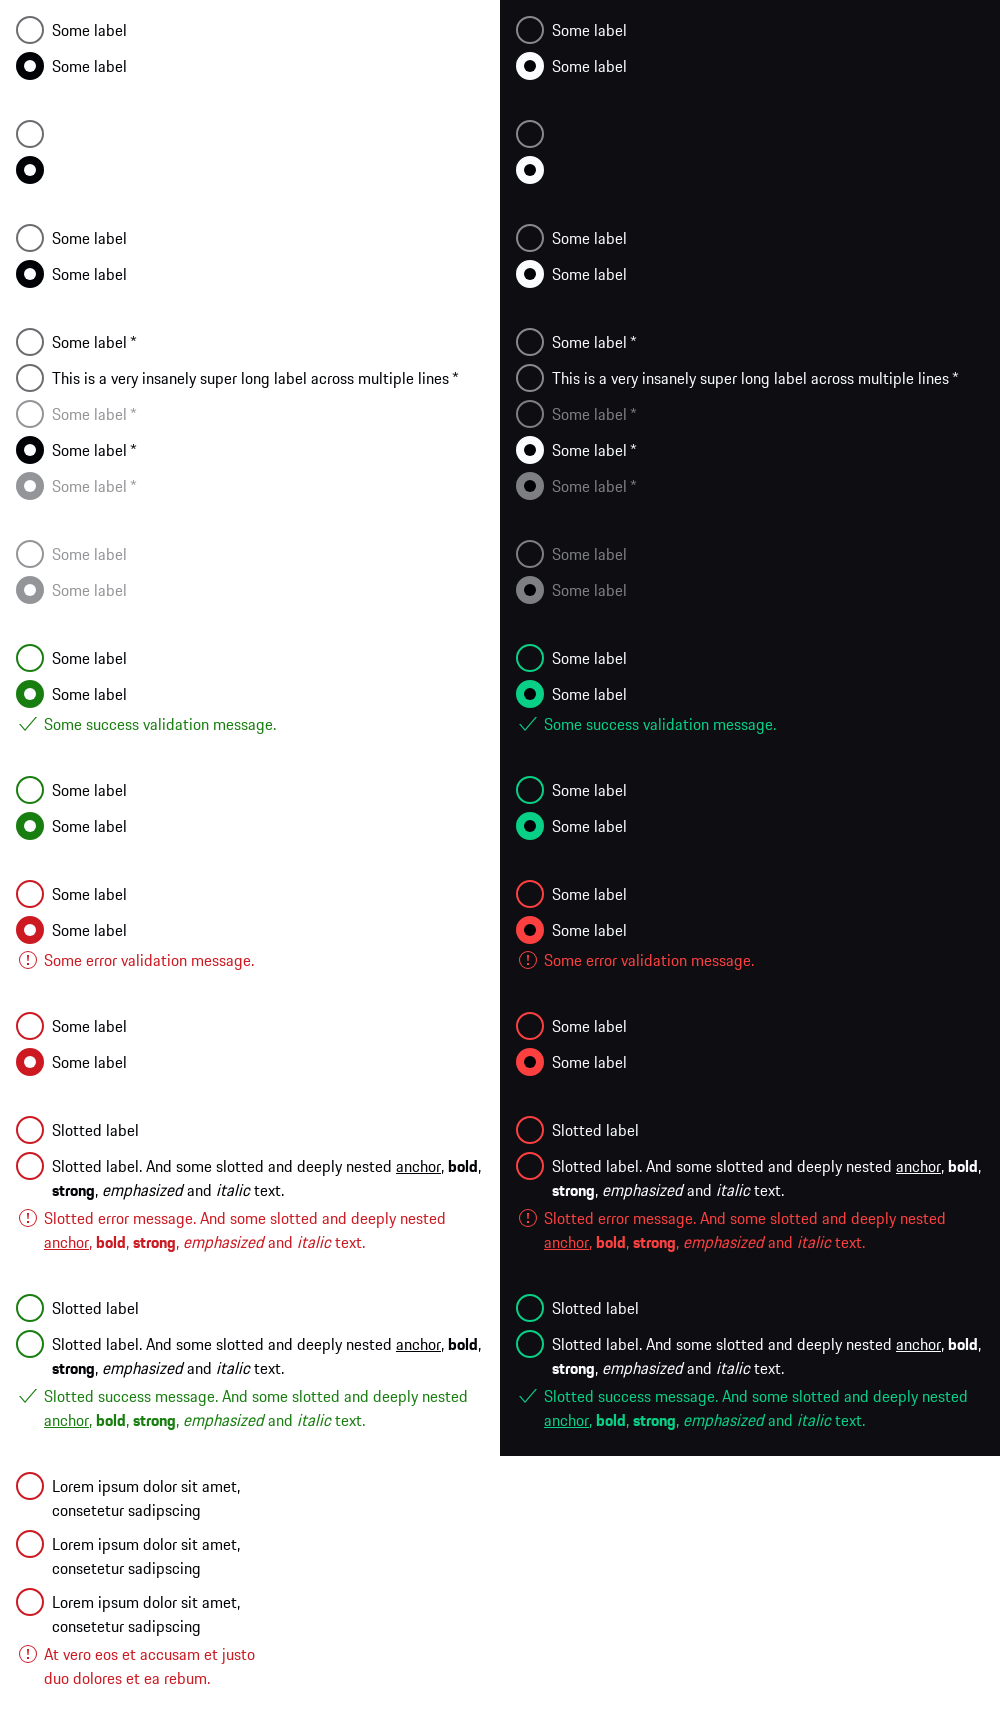 Some label
Some label
Some label
Some label
Some label *
This is a very insanely super long label across multiple lines *
Some label *
Some label *
Some label *
Some label
Some label
Some label
Some label
Some success validation message.
Some label
Some label
Some label
Some label
Some error validation message.
Some label
Some label
Slotted label
Slotted label. And some slotted and deeply nested anchor, bold,
strong, emphasized and italic text.
Slotted error message. And some slotted and deeply nested
anchor, bold, strong, emphasized and italic text.
Slotted label
Slotted label. And some slotted and deeply nested anchor, bold,
strong, emphasized and italic text.
Slotted success message. And some slotted and deeply nested
anchor, bold, strong, emphasized and italic text.
Lorem ipsum dolor sit amet,
consetetur sadipscing
Lorem ipsum dolor sit amet,
consetetur sadipscing
Lorem ipsum dolor sit amet,
consetetur sadipscing
At vero eos et accusam et justo
duo dolores et ea rebum.
Some label
Some label
Some label
Some label
Some label *
This is a very insanely super long label across multiple lines *
Some label *
Some label *
Some label *
Some label
Some label
Some label
Some label
Some success validation message.
Some label
Some label
Some label
Some label
Some error validation message.
Some label
Some label
Slotted label
Slotted label. And some slotted and deeply nested anchor, bold,
strong, emphasized and italic text.
Slotted error message. And some slotted and deeply nested
anchor, bold, strong, emphasized and italic text.
Slotted label
Slotted label. And some slotted and deeply nested anchor, bold,
strong, emphasized and italic text.
Slotted success message. And some slotted and deeply nested
anchor, bold, strong, emphasized and italic text.